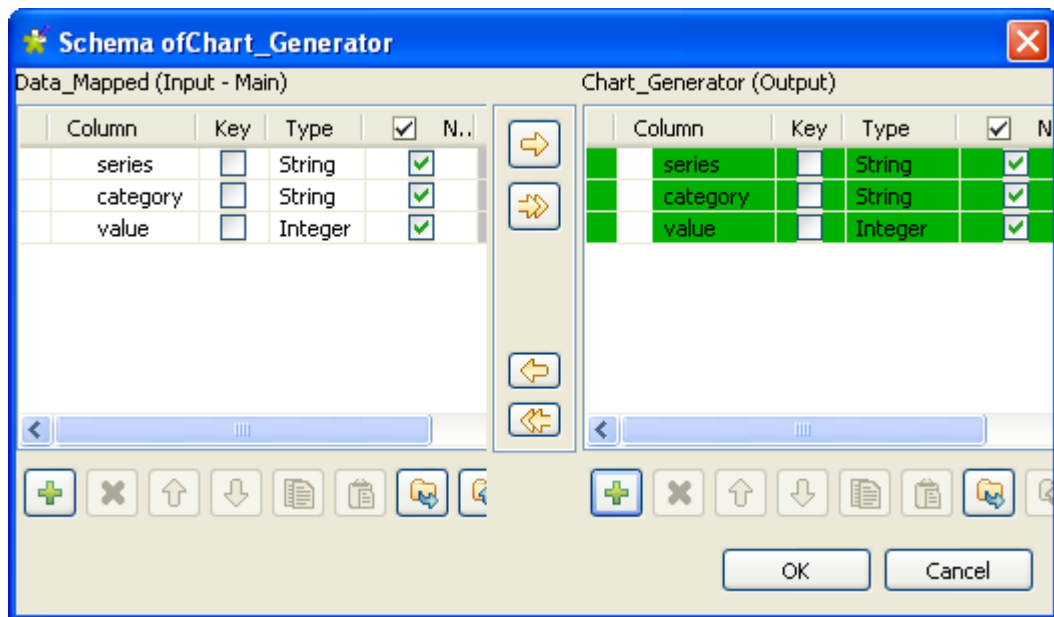 Schema ofChart_Generator
Data_Mapped (Input - Main)
Column Key Type N..
series String
category String
value Integer
Chart_Generator (Output)
Column Key Type N
series String
category String
value Integer
OK Cancel